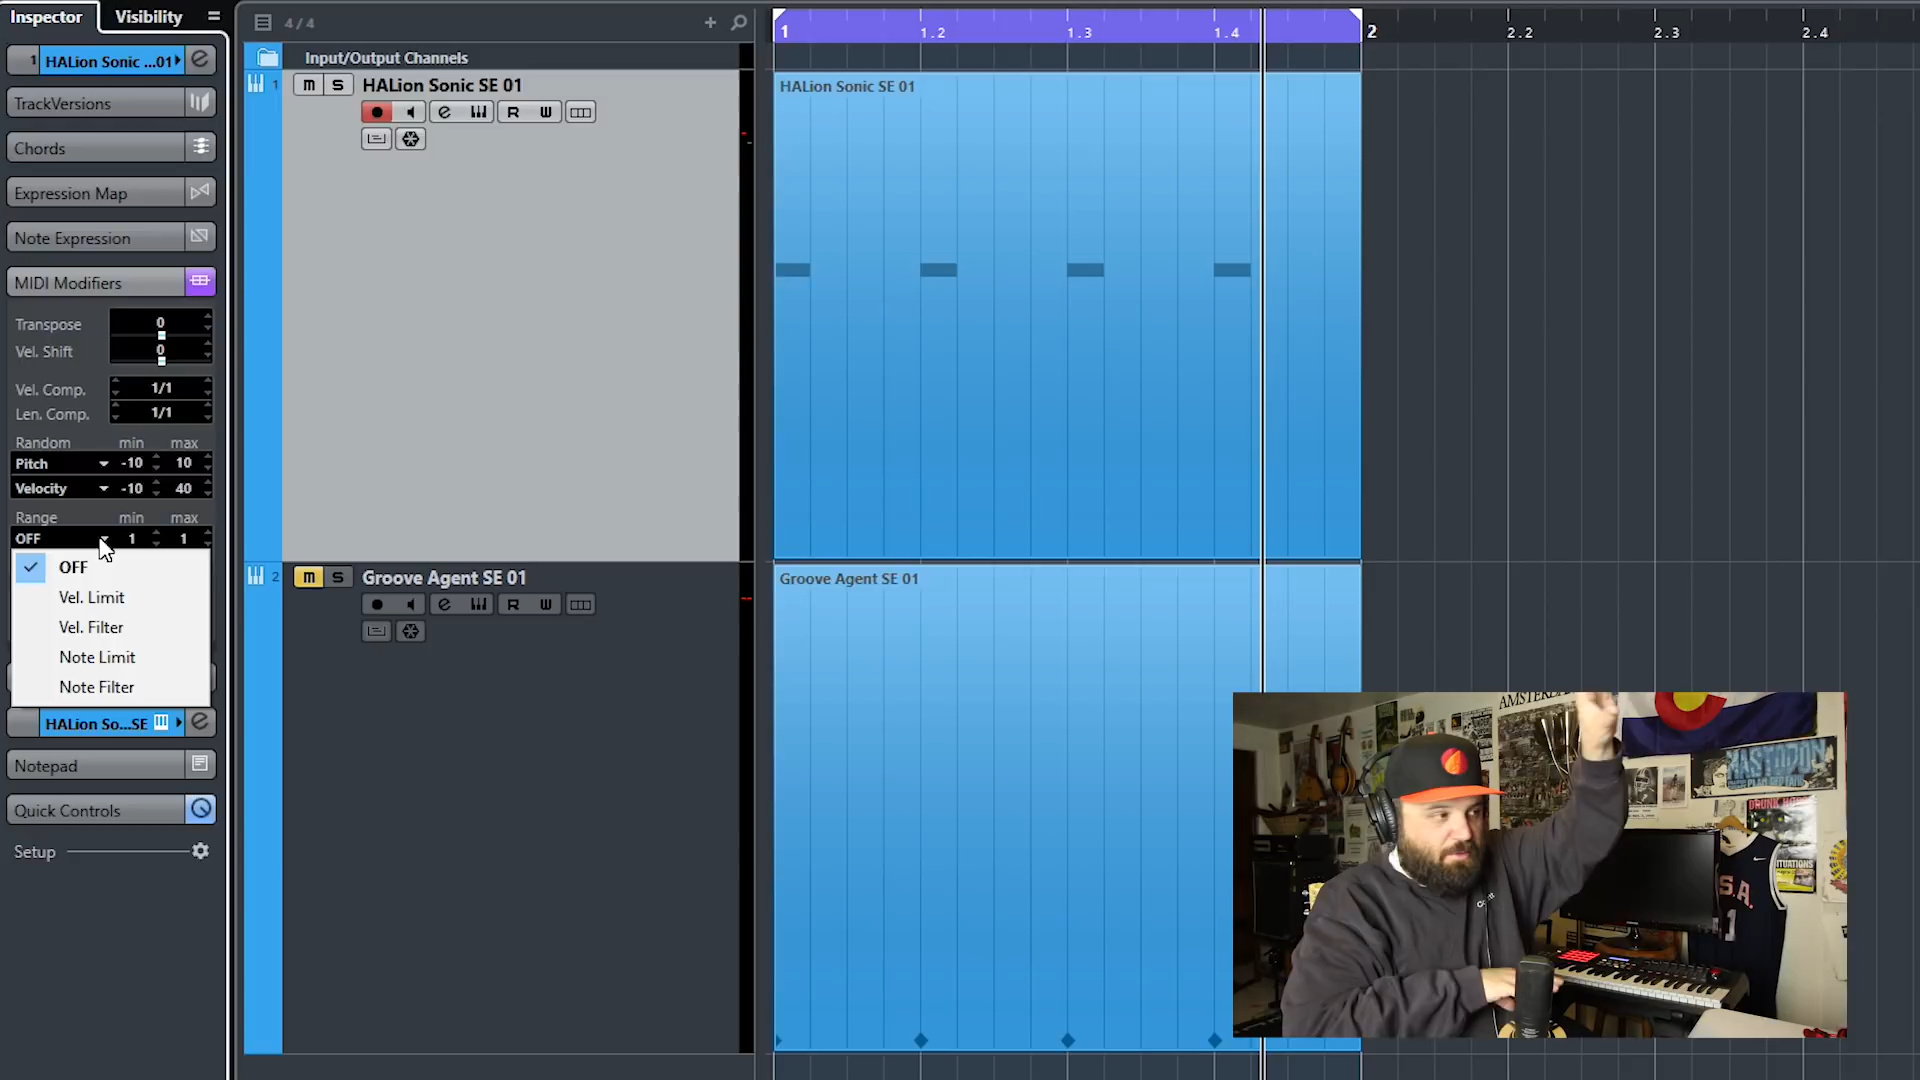 Inspector
Visibility
4/4
1
1.2
1.3
1.4
2
2.2
2.3
2.4
1 HALion Sonic ...01
Input/Output Channels
1 m S HALion Sonic SE 01
R W
HALion Sonic SE 01
TrackVersions
Chords
Expression Map
Note Expression
MIDI Modifiers
Transpose 0
Vel. Shift 0
Vel. Comp. 1/1
Len. Comp. 1/1
Random min max
Pitch -10 10
Velocity -10 40
Range min max
OFF 1 1
OFF
Vel. Limit
Vel. Filter
Note Limit
Note Filter
2 m S Groove Agent SE 01
R W
Groove Agent SE 01
HALion So...SE
Notepad
Quick Controls
Setup
AMSTERDAM
MASTODON
DRUNK
SITUATIONS
S.A.
1